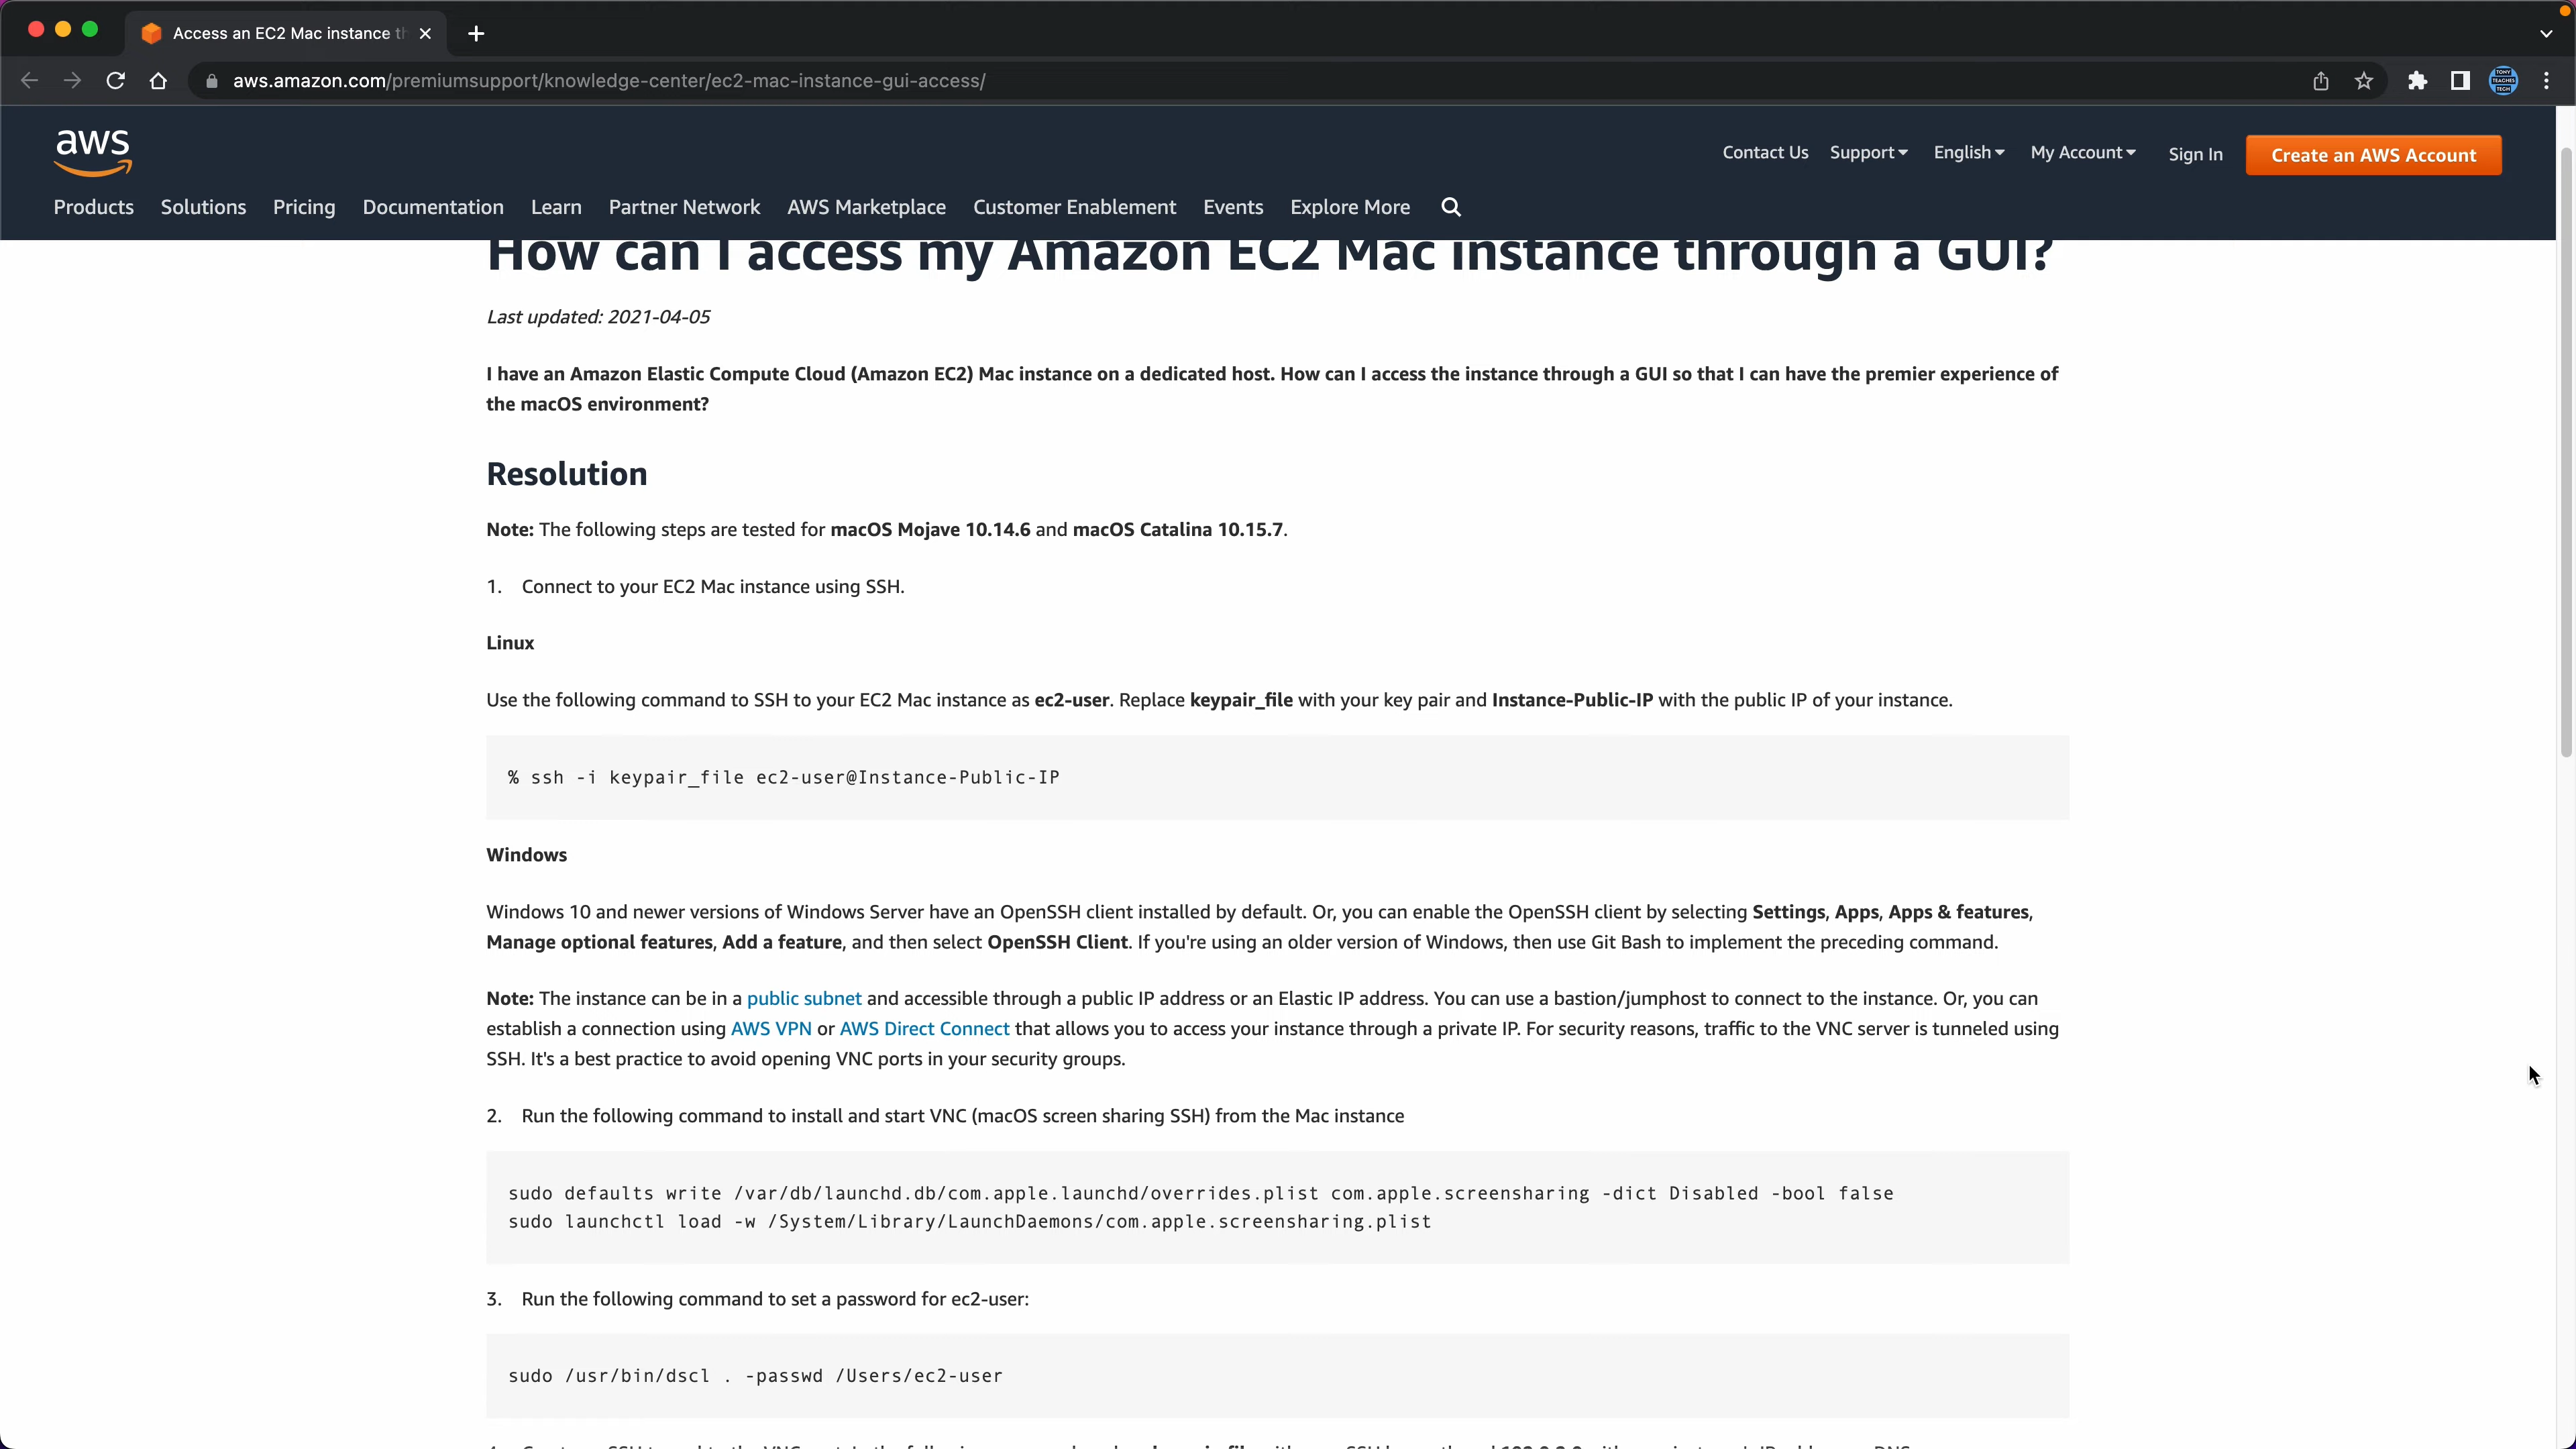 Access an EC2 Mac instance th
aws.amazon.com/premiumsupport/knowledge-center/ec2-mac-instance-gui-access/
TONY
TEACHES
TECH
aws
Contact Us Support English My Account Sign In Create an AWS Account
Products Solutions Pricing Documentation Learn Partner Network AWS Marketplace Customer Enablement Events Explore More
How can I access my Amazon EC2 Mac instance through a GUI?
Last updated: 2021-04-05
I have an Amazon Elastic Compute Cloud (Amazon EC2) Mac instance on a dedicated host. How can I access the instance through a GUI so that I can have the premier experience of
the macOS environment?
Resolution
Note: The following steps are tested for macOS Mojave 10.14.6 and macOS Catalina 10.15.7.
1. Connect to your EC2 Mac instance using SSH.
Linux
Use the following command to SSH to your EC2 Mac instance as ec2-user. Replace keypair_file with your key pair and Instance-Public-IP with the public IP of your instance.
% ssh -i keypair_file ec2-user@Instance-Public-IP
Windows
Windows 10 and newer versions of Windows Server have an OpenSSH client installed by default. Or, you can enable the OpenSSH client by selecting Settings, Apps, Apps & features,
Manage optional features, Add a feature, and then select OpenSSH Client. If you're using an older version of Windows, then use Git Bash to implement the preceding command.
Note: The instance can be in a public subnet and accessible through a public IP address or an Elastic IP address. You can use a bastion/jumphost to connect to the instance. Or, you can
establish a connection using AWS VPN or AWS Direct Connect that allows you to access your instance through a private IP. For security reasons, traffic to the VNC server is tunneled using
SSH. It's a best practice to avoid opening VNC ports in your security groups.
2. Run the following command to install and start VNC (macOS screen sharing SSH) from the Mac instance
sudo defaults write /var/db/launchd.db/com.apple.launchd/overrides.plist com.apple.screensharing -dict Disabled -bool false
sudo launchctl load -w /System/Library/LaunchDaemons/com.apple.screensharing.plist
3. Run the following command to set a password for ec2-user:
sudo /usr/bin/dscl . -passwd /Users/ec2-user